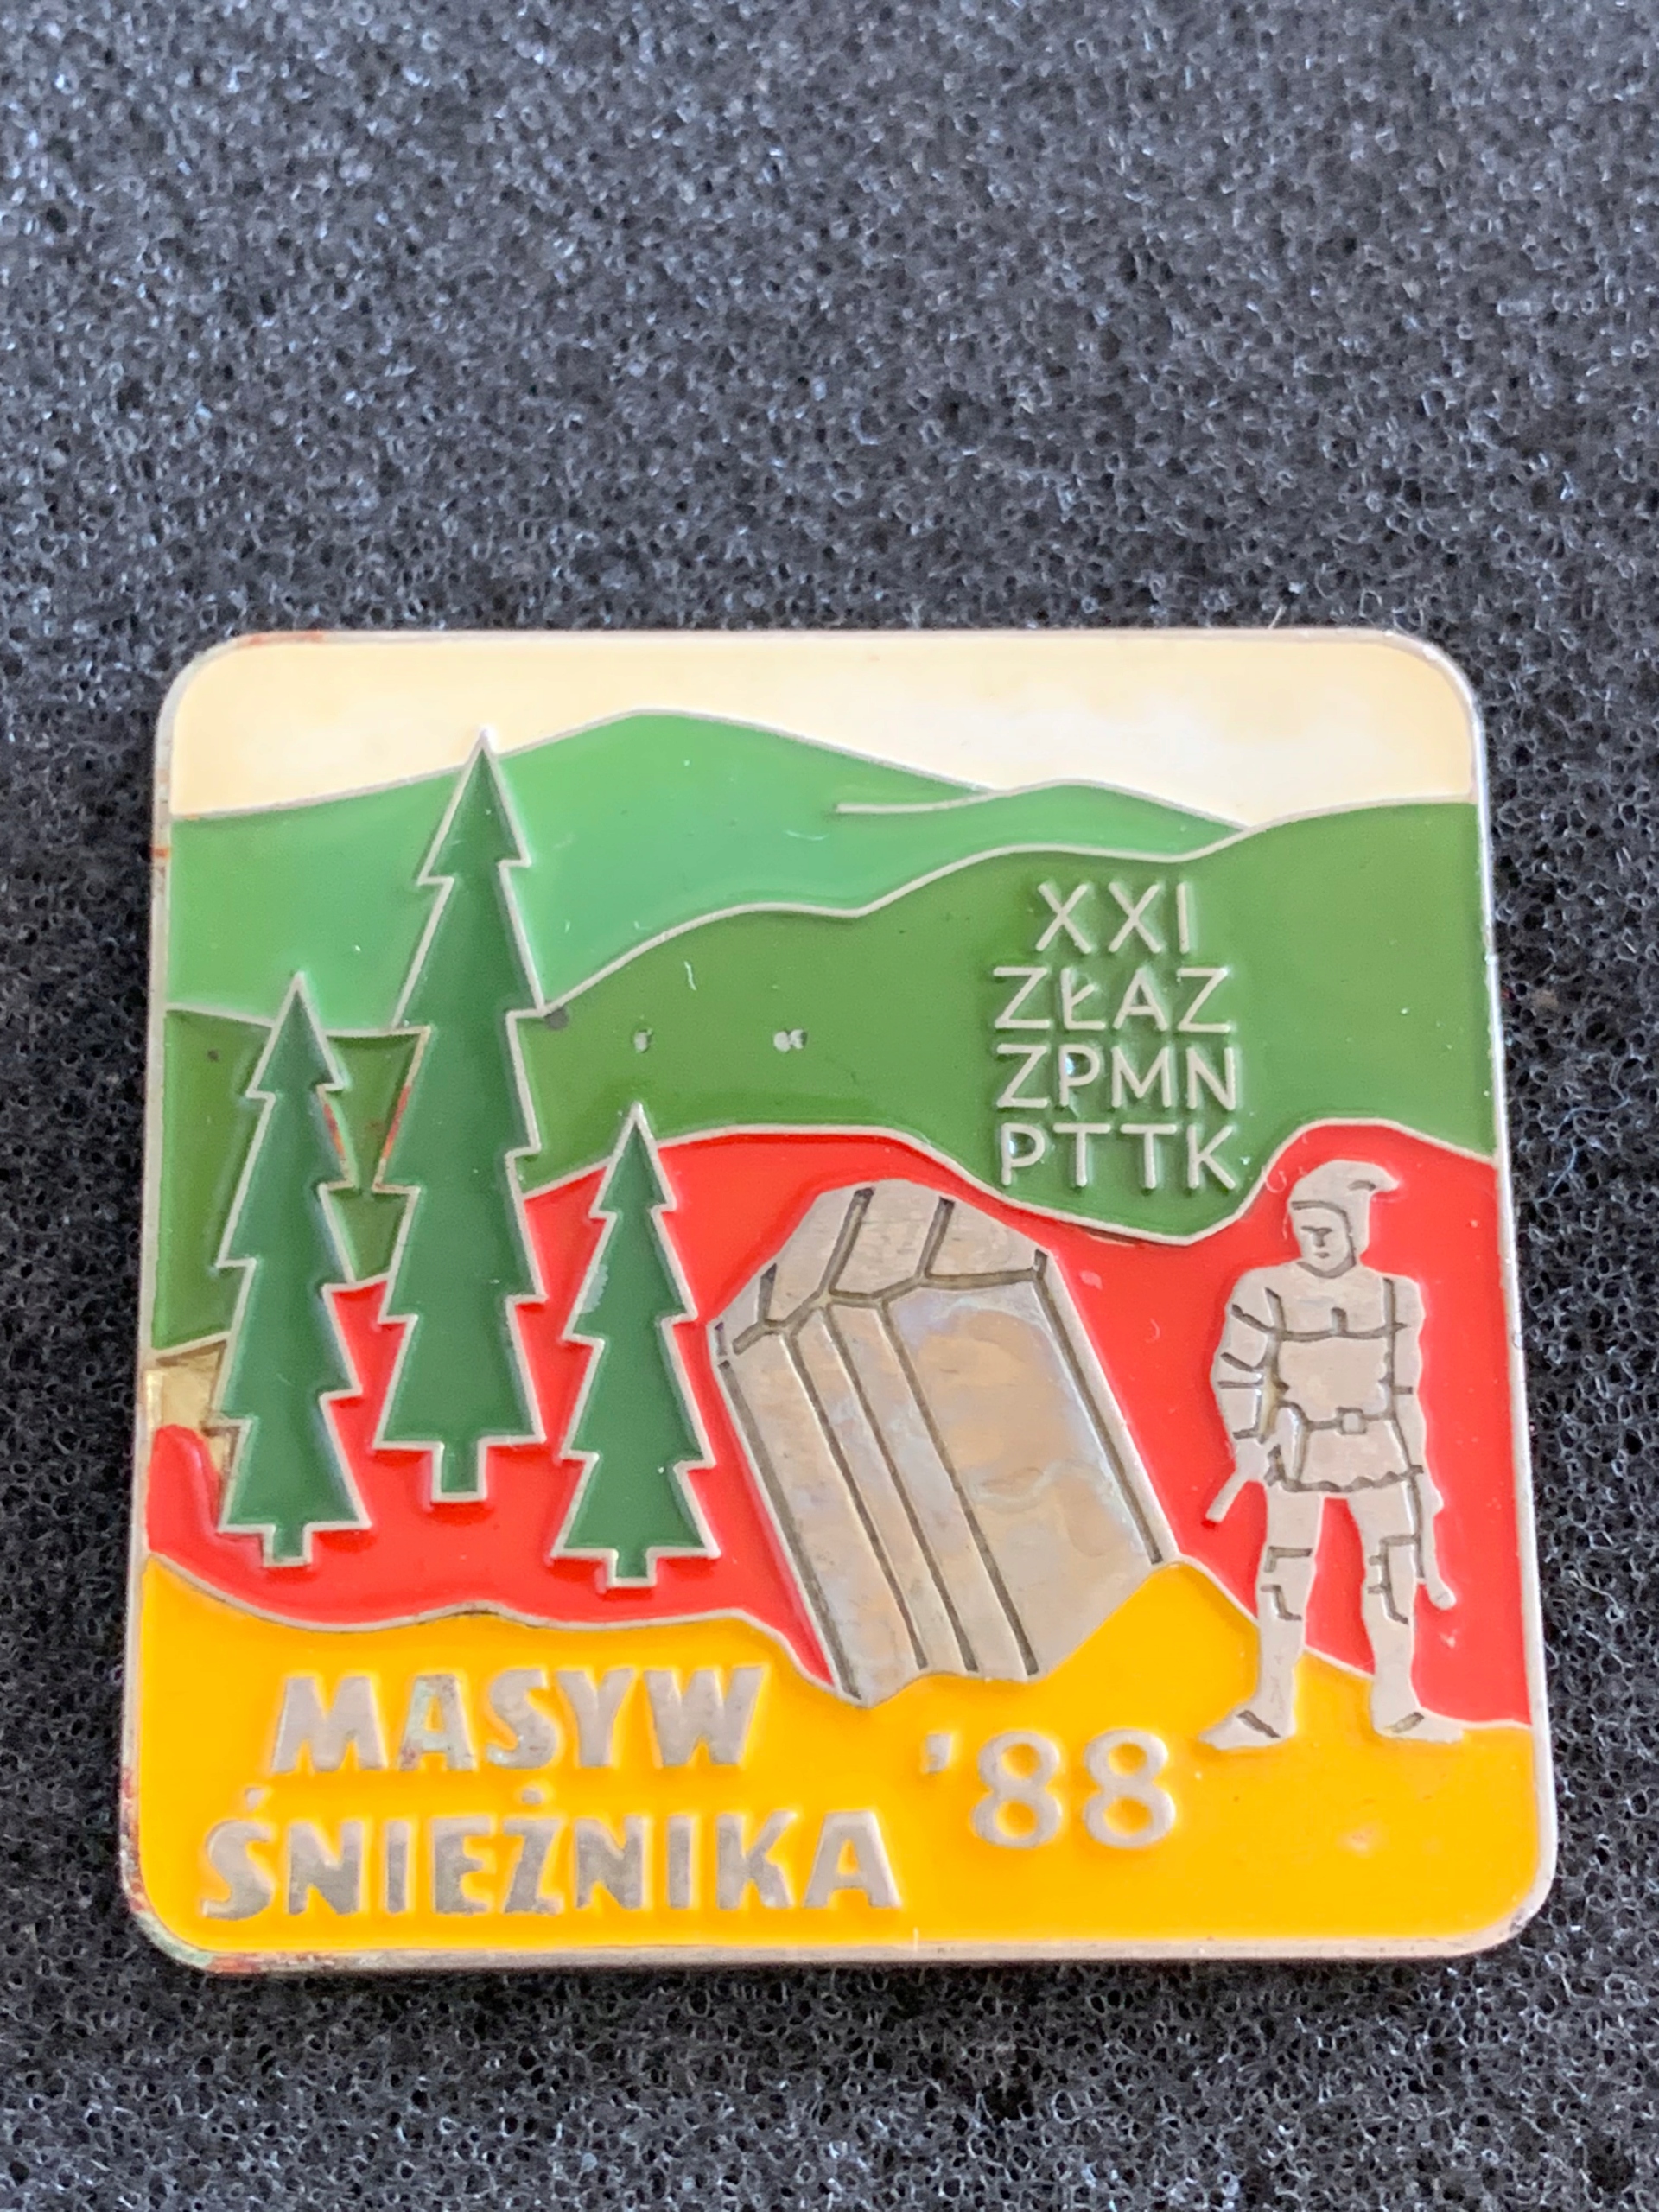 XXI
ZŁAZ
ZPMN
PTTK
MASYW
ŚNIEŻNIKA '88